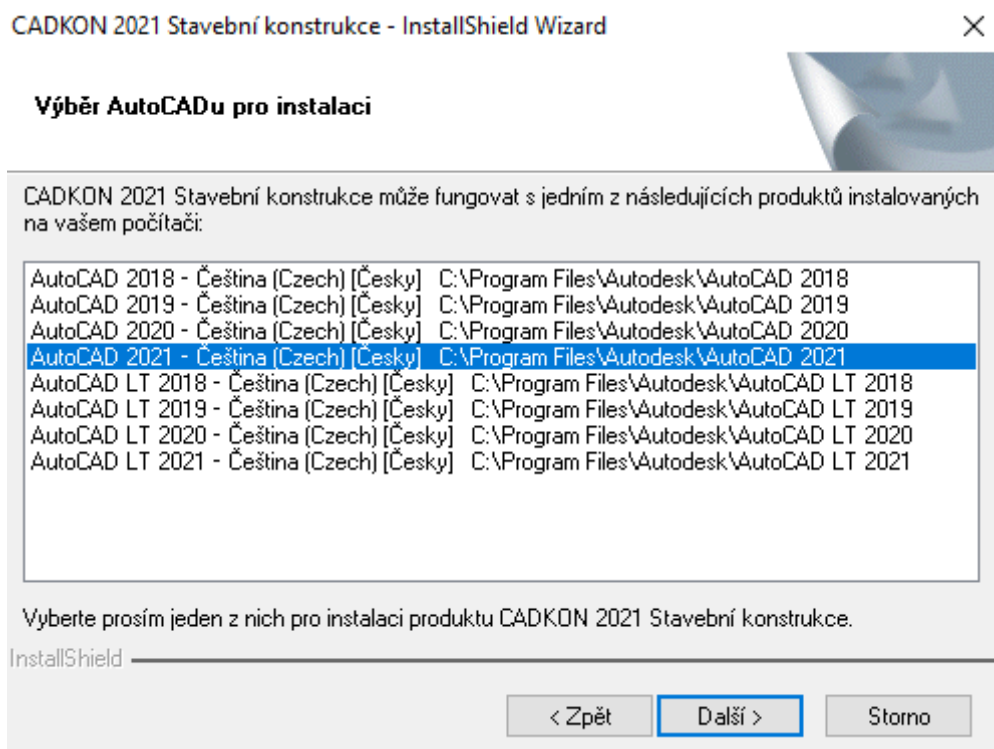 CADKON 2021 Stavební konstrukce - InstallShield Wizard
Výběr AutoCADu pro instalaci
CADKON 2021 Stavební konstrukce může fungovat s jedním z následujících produktů instalovaných
na vašem počítači:
AutoCAD 2018 - Čeština (Czech) [Česky] C:\Program Files\Autodesk\AutoCAD 2018
AutoCAD 2019 - Čeština (Czech) [Česky] C:\Program Files\Autodesk\AutoCAD 2019
AutoCAD 2020 - Čeština (Czech) [Česky] C:\Program Files\Autodesk\AutoCAD 2020
AutoCAD 2021 - Čeština (Czech) [Česky] C:\Program Files\Autodesk\AutoCAD 2021
AutoCAD LT 2018 - Čeština (Czech) [Česky] C:\Program Files\Autodesk\AutoCAD LT 2018
AutoCAD LT 2019 - Čeština (Czech) [Česky] C:\Program Files\Autodesk\AutoCAD LT 2019
AutoCAD LT 2020 - Čeština (Czech) [Česky] C:\Program Files\Autodesk\AutoCAD LT 2020
AutoCAD LT 2021 - Čeština (Czech) [Česky] C:\Program Files\Autodesk\AutoCAD LT 2021
Vyberte prosím jeden z nich pro instalaci produktu CADKON 2021 Stavební konstrukce.
InstallShield
< Zpět Další > Storno